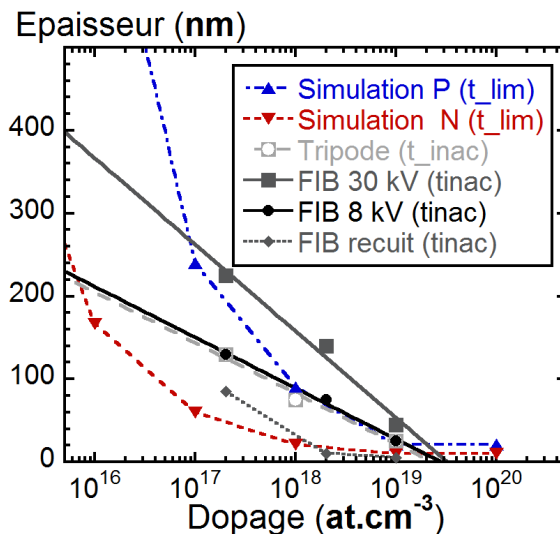 Epaisseur (nm)
400
300
200
100
0
Simulation P (t_lim)
Simulation N (t_lim)
Tripode (t_inac)
FIB 30 kV (tinac)
FIB 8 kV (tinac)
FIB recuit (tinac)
10^16 10^17 10^18 10^19 10^20
Dopage (at.cm^-3)